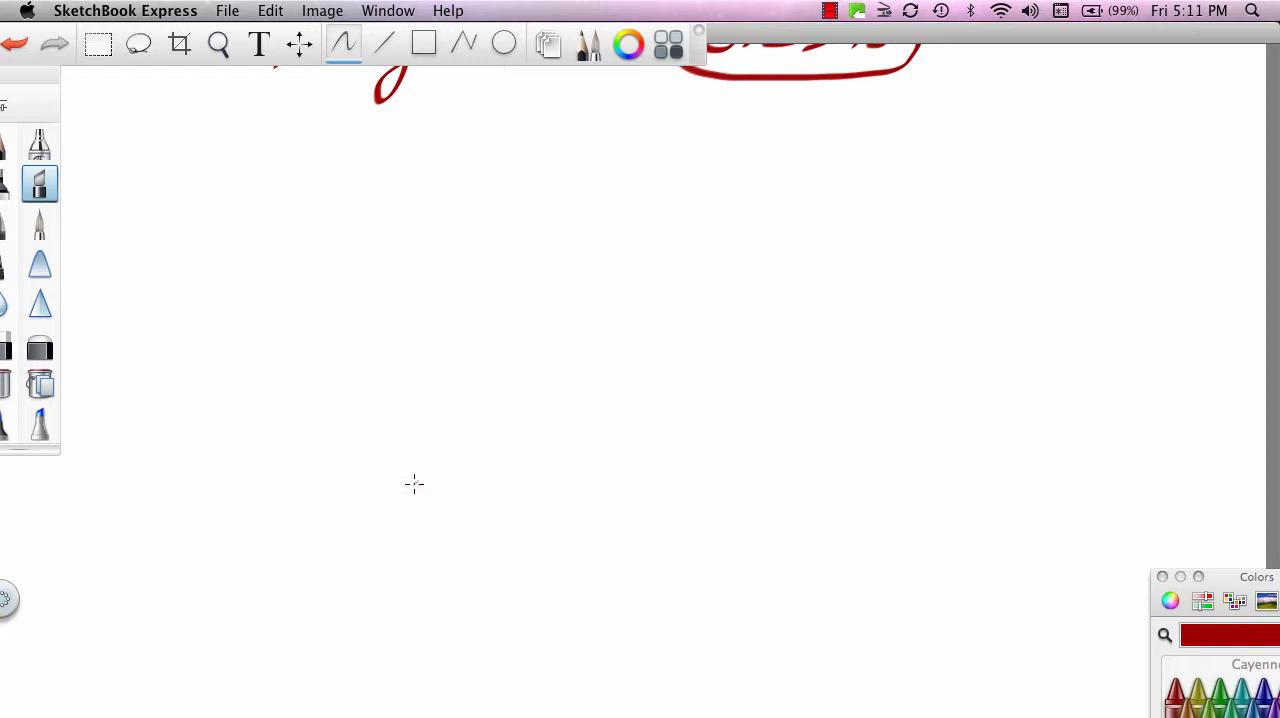 SketchBook Express File Edit Image Window Help (99%) Fri 5:11 PM
T
Colors
Cayenne